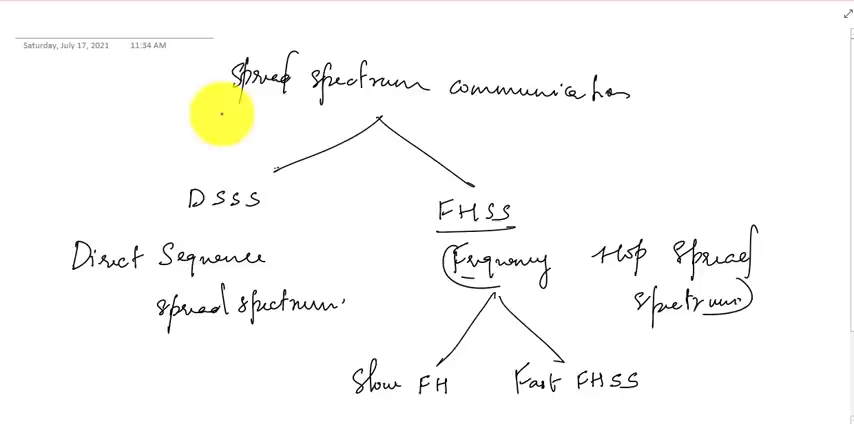 Saturday, July 17, 2021 11:34 AM
Spread spectrum communication
DSSS
FHSS
Direct Sequence
spread spectrum.
(Frequency Hop Spread
spectrum.)
Slow FH Fast FHSS